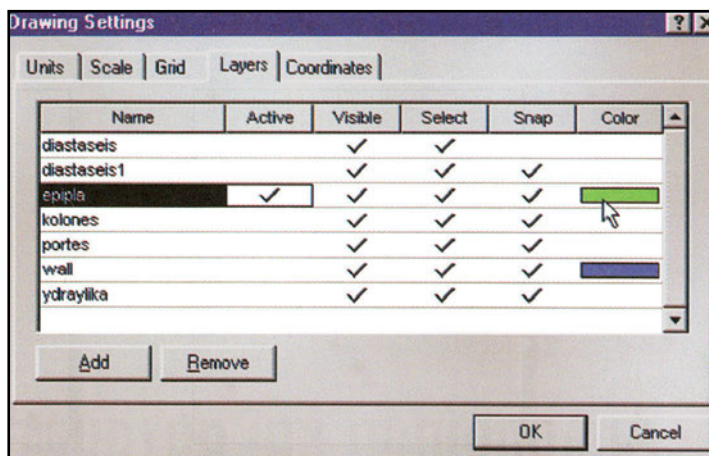 Drawing Settings
Units Scale Grid Layers Coordinates
Name Active Visible Select Snap Color
diastaseis
diastaseis1
epipla
kolones
portes
wall
ydraylika
Add Remove
OK Cancel